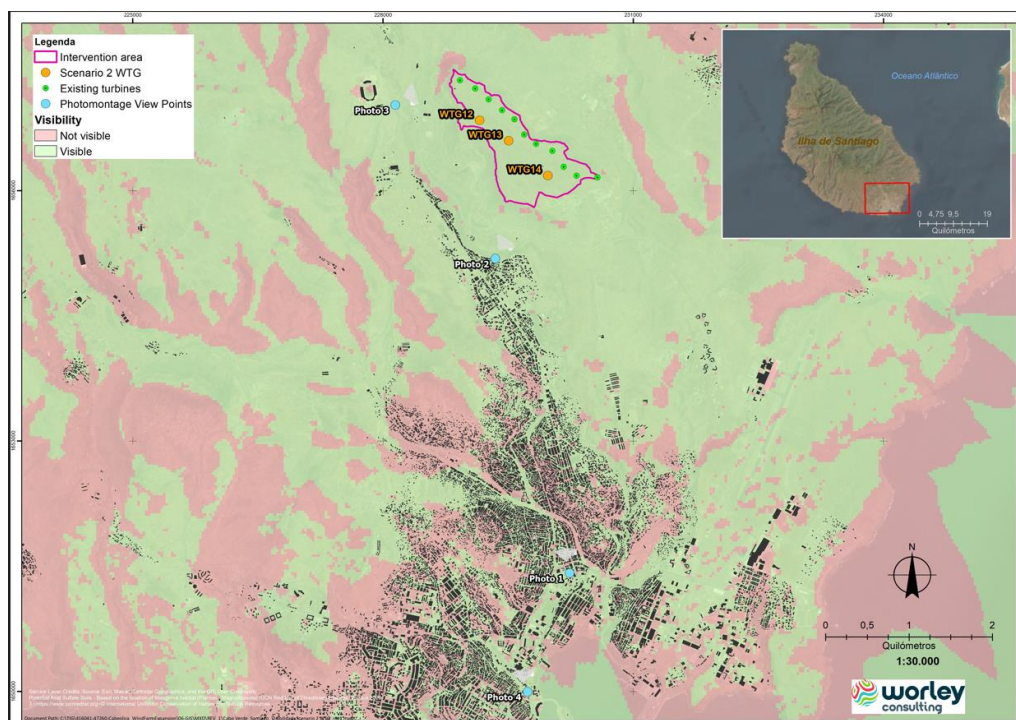 225000
228000
231000
234000
Legenda
Intervention area
Scenario 2 WTG
Existing turbines
Photomontage View Points
Visibility
Not visible
Visible
Photo 3
WTG12
WTG13
WTG14
Oceano Atlântico
Ilha de Santiago
0 4,75 9,5 19
Quilómetros
Photo 2
Photo 1
Photo 4
N
0 0,5 1 2
Quilómetros
1:30.000
worley
consulting